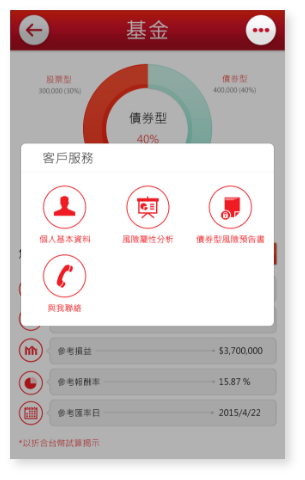 基金
股票型
300,000 (30%)
債券型
400,000 (40%)
債券型
40%
客戶服務
個人基本資料
風險屬性分析
債券型風險預告書
與我聯絡
參考損益 $3,700,000
參考報酬率 15.87 %
參考匯率日 2015/4/22
*以折合台幣試算揭示